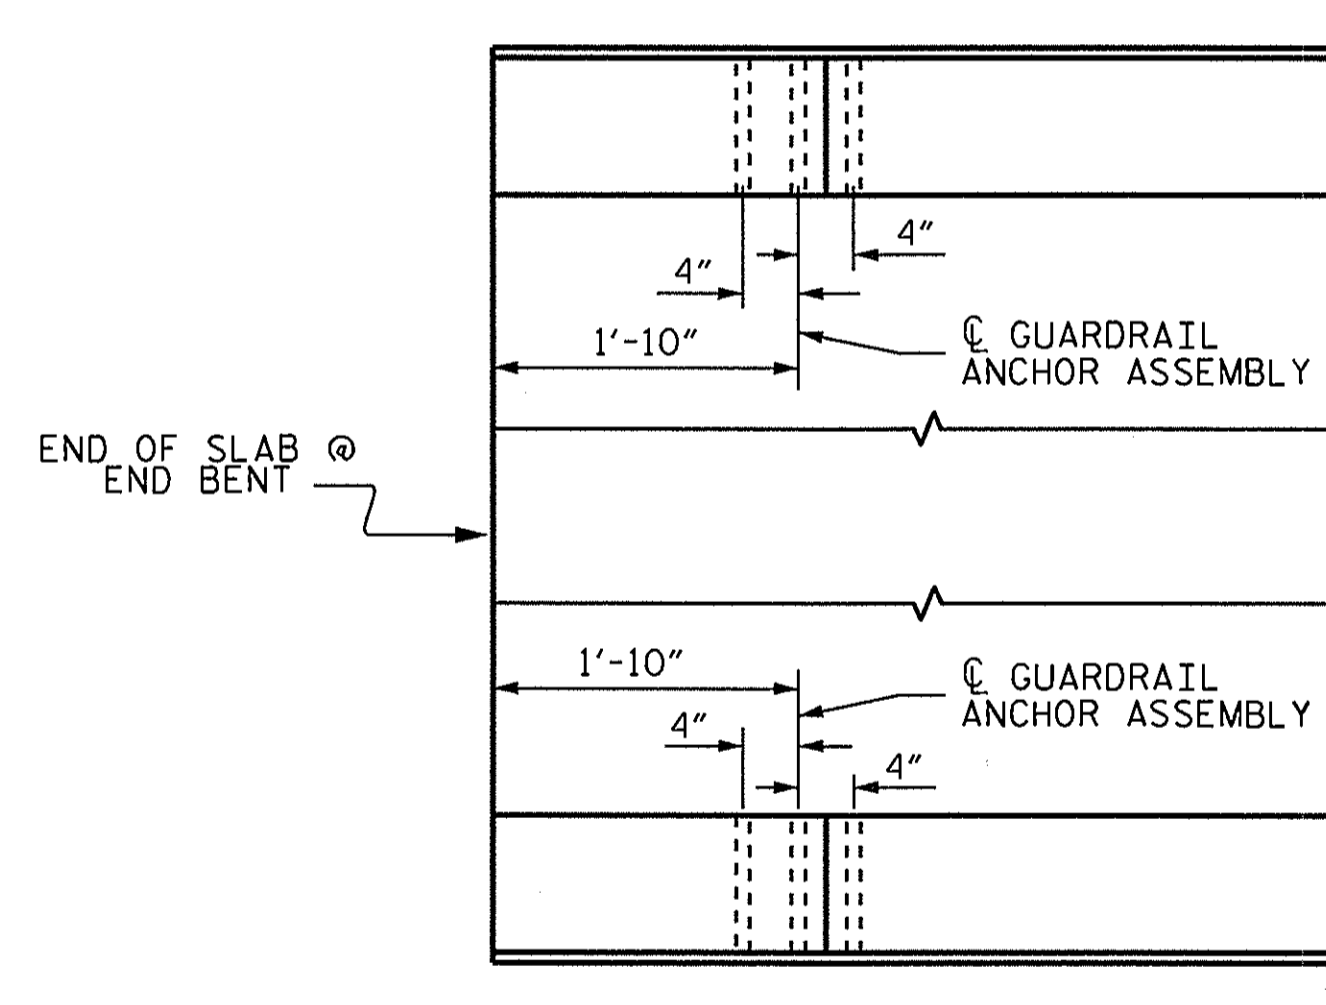 4"
4"
1'-10"
℄ GUARDRAIL
ANCHOR ASSEMBLY
END OF SLAB @
END BENT
1'-10"
℄ GUARDRAIL
ANCHOR ASSEMBLY
4"
4"